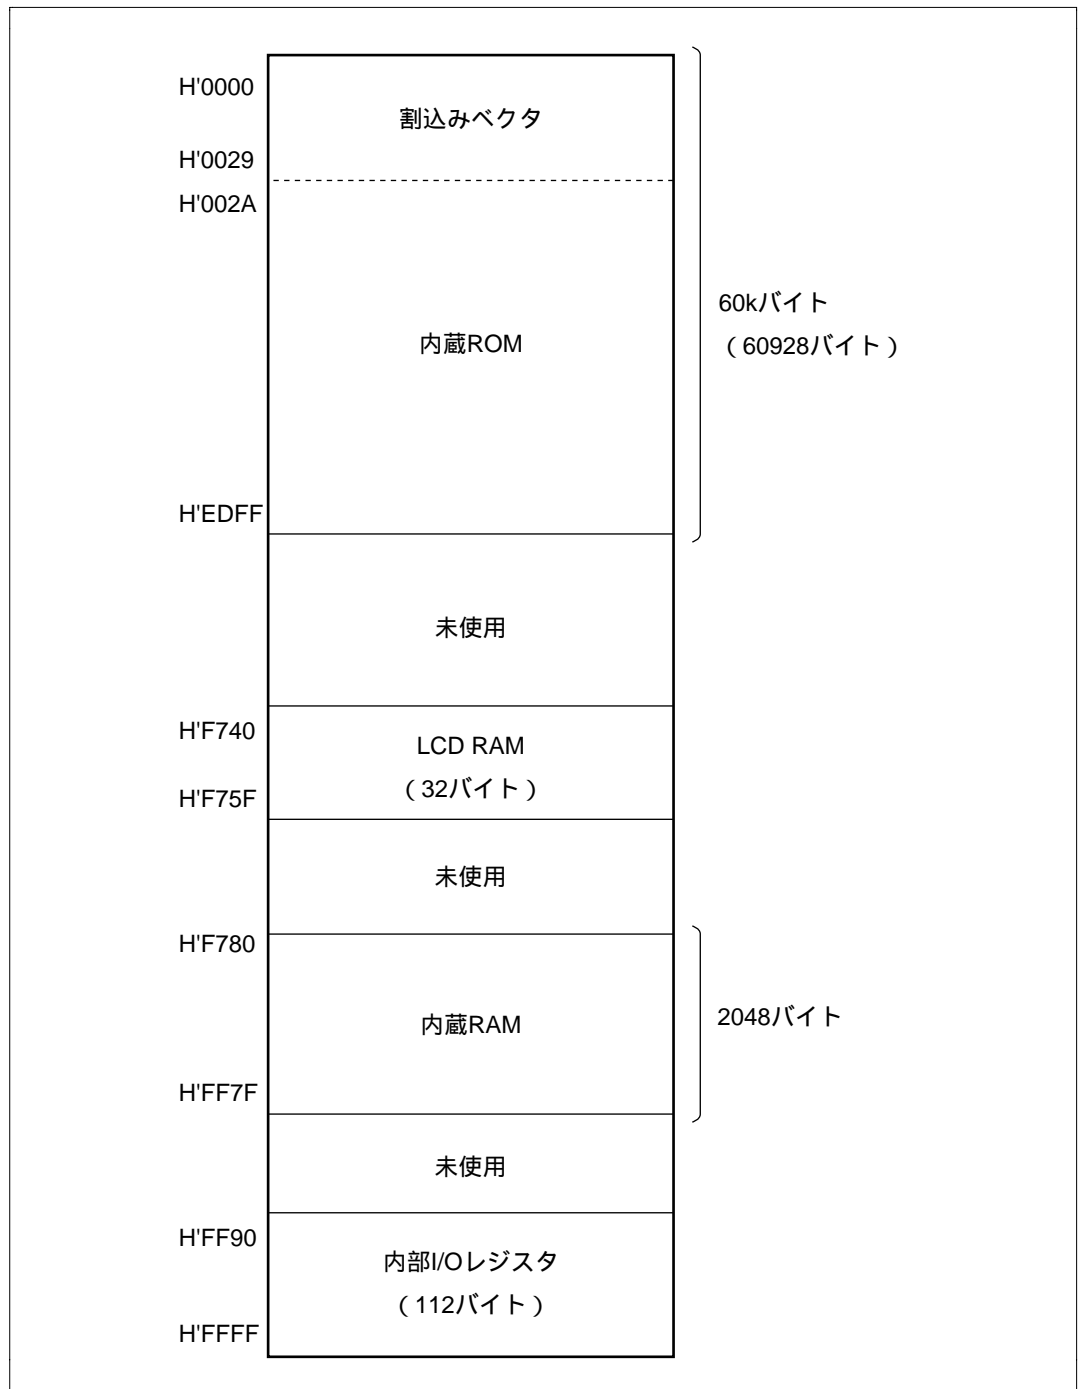 H'0000
割込みベクタ
H'0029
H'002A
60kバイト
（60928バイト）
内蔵ROM
H'EDFF
未使用
H'F740
LCD RAM
（32バイト）
H'F75F
未使用
H'F780
内蔵RAM
2048バイト
H'FF7F
未使用
H'FF90
内部I/Oレジスタ
（112バイト）
H'FFFF